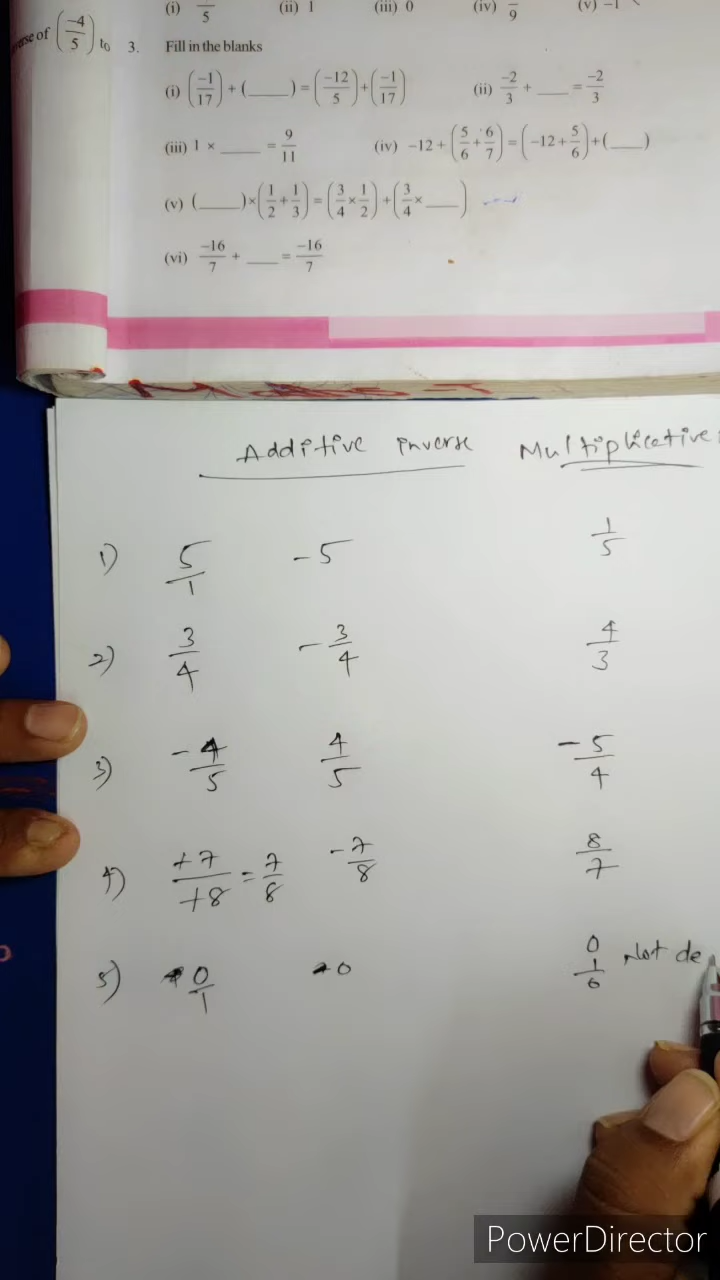 (i) 5 (ii) 1 (iii) 0 (iv) 9 (v) -1
erse of (-4/5) to 3. Fill in the blanks
(i) (-1/17) + (____) = (-12/5) + (-1/17) (ii) -2/3 + ____ = -2/3
(iii) 1 × ____ = 9/11 (iv) -12 + (5/6 + 6/7) = (-12 + 5/6) + (____)
(v) (____) × (1/2 + 1/3) = (3/4 × 1/2) + (3/4 × ____)
(vi) -16/7 + ____ = -16/7
Additive inverse Multiplicative
1) 5/1 -5 1/5
2) 3/4 -3/4 4/3
3) -4/5 4/5 -5/4
4) +7/+8 = 7/8 -7/8 8/7
5) 0/1 0 1/0 Not de
PowerDirector